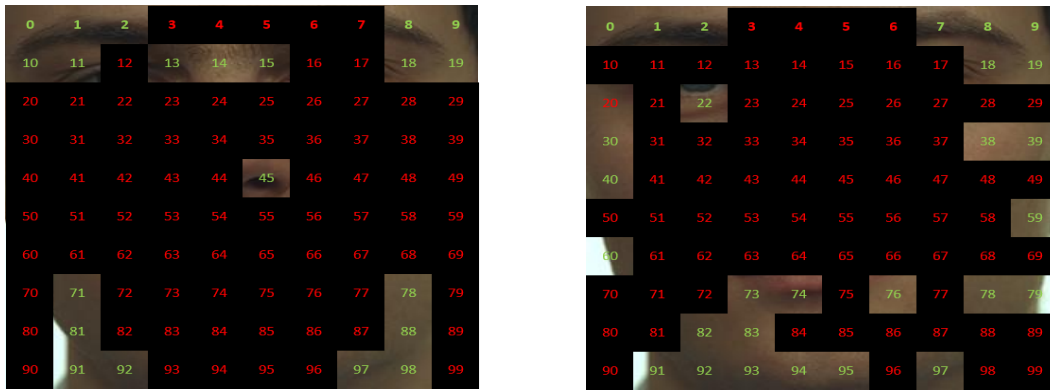 0 1 2 3 4 5 6 7 8 9
10 11 12 13 14 15 16 17 18 19
20 21 22 23 24 25 26 27 28 29
30 31 32 33 34 35 36 37 38 39
40 41 42 43 44 45 46 47 48 49
50 51 52 53 54 55 56 57 58 59
60 61 62 63 64 65 66 67 68 69
70 71 72 73 74 75 76 77 78 79
80 81 82 83 84 85 86 87 88 89
90 91 92 93 94 95 96 97 98 99
0 1 2 3 4 5 6 7 8 9
10 11 12 13 14 15 16 17 18 19
20 21 22 23 24 25 26 27 28 29
30 31 32 33 34 35 36 37 38 39
40 41 42 43 44 45 46 47 48 49
50 51 52 53 54 55 56 57 58 59
60 61 62 63 64 65 66 67 68 69
70 71 72 73 74 75 76 77 78 79
80 81 82 83 84 85 86 87 88 89
90 91 92 93 94 95 96 97 98 99